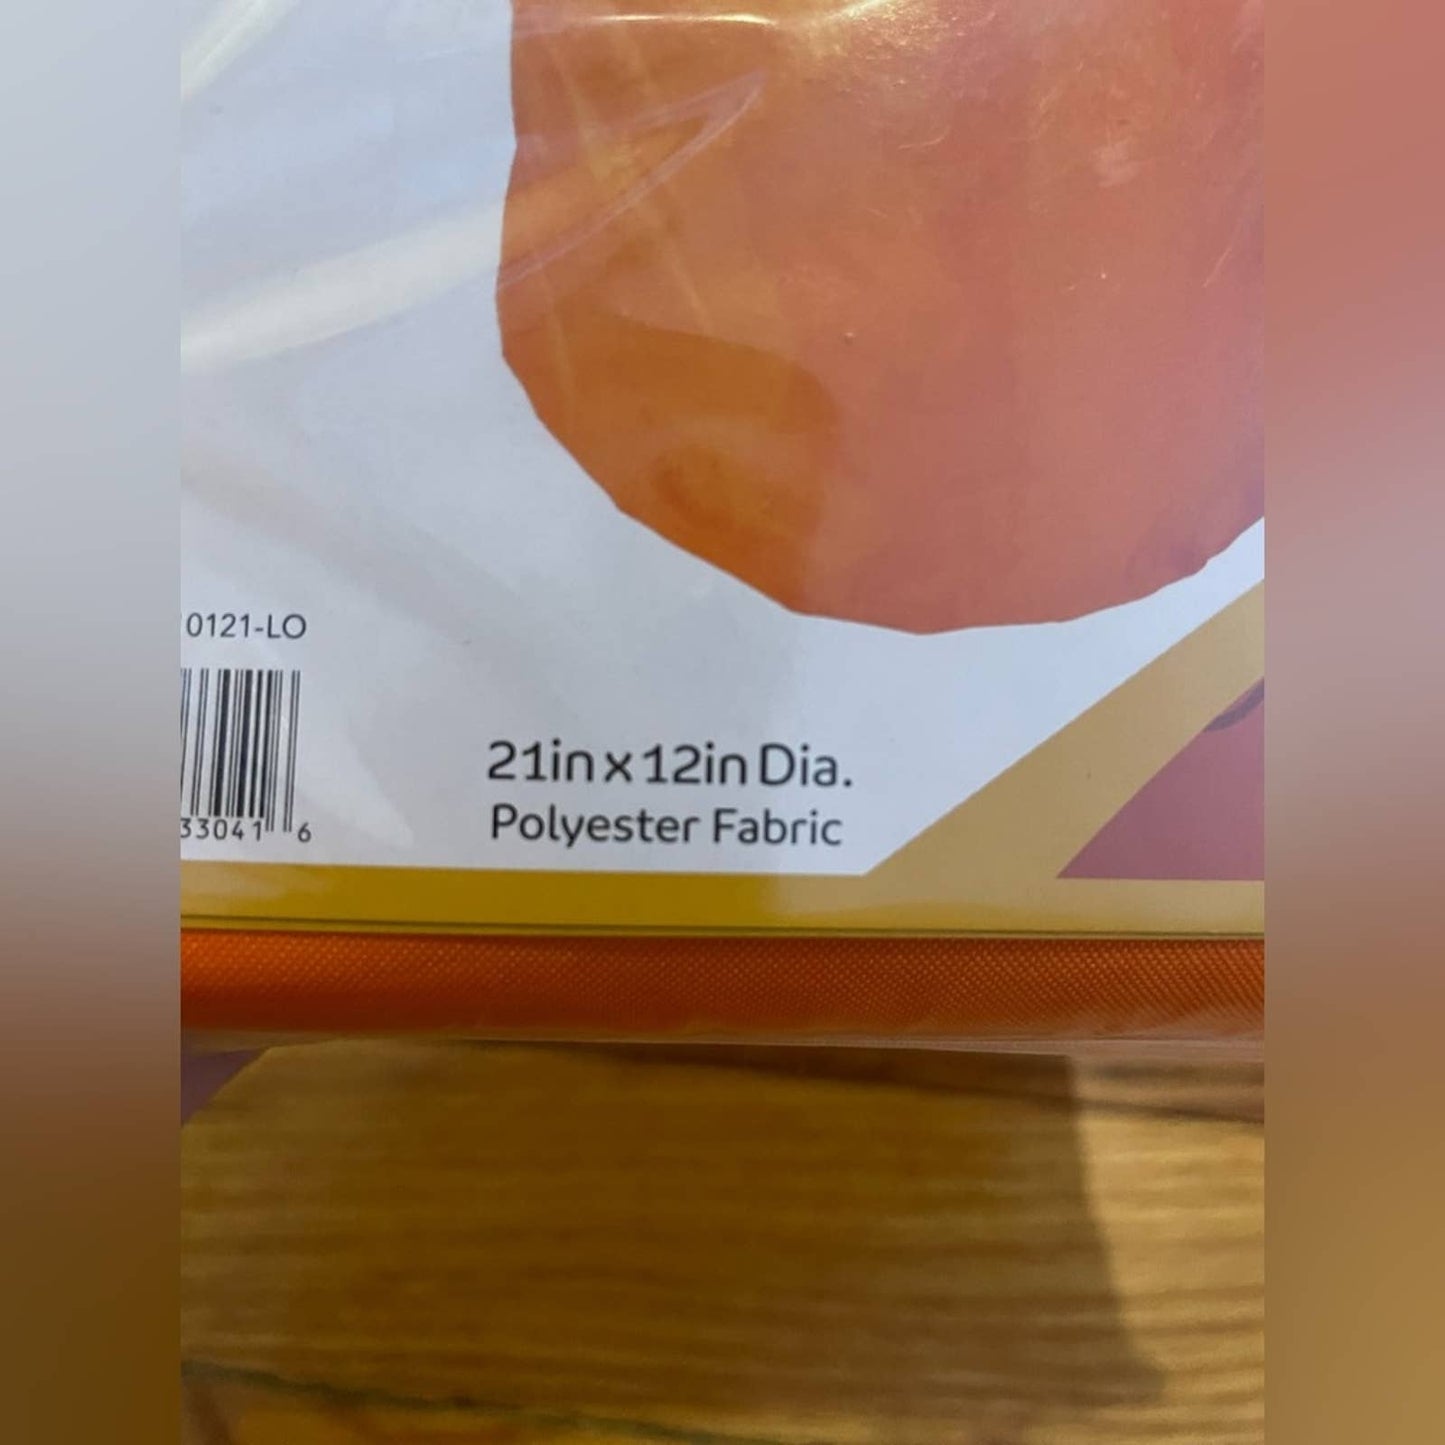 0121-LO
33041 6
21in x 12in Dia.
Polyester Fabric